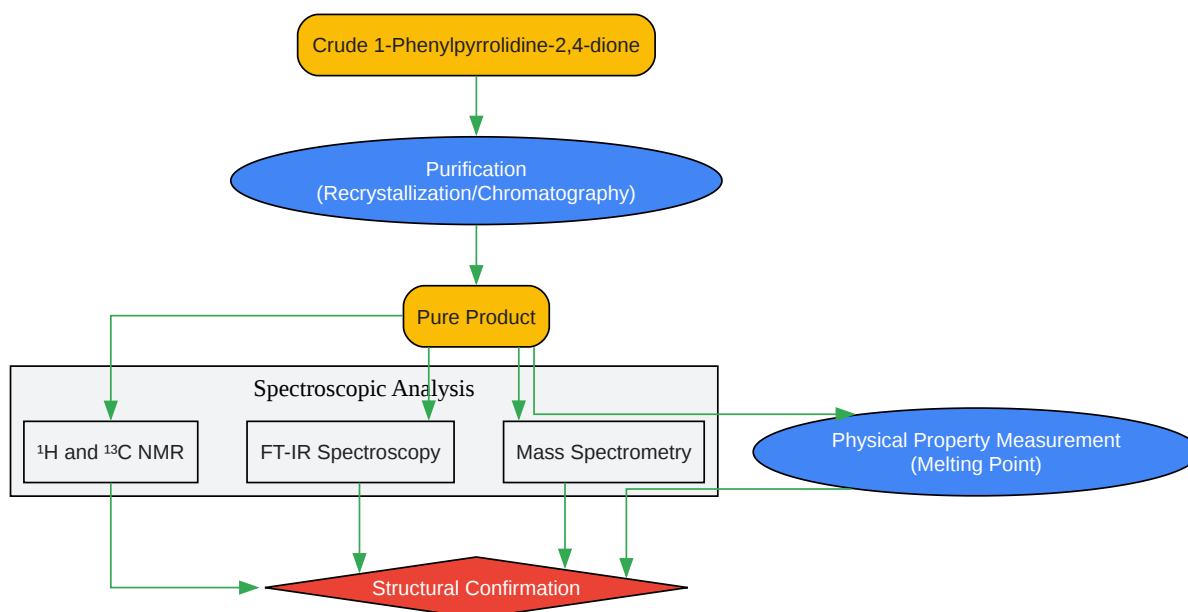 Crude 1-Phenylpyrrolidine-2,4-dione
Purification
(Recrystallization/Chromatography)
Pure Product
Spectroscopic Analysis
¹H and ¹³C NMR
FT-IR Spectroscopy
Mass Spectrometry
Physical Property Measurement
(Melting Point)
Structural Confirmation